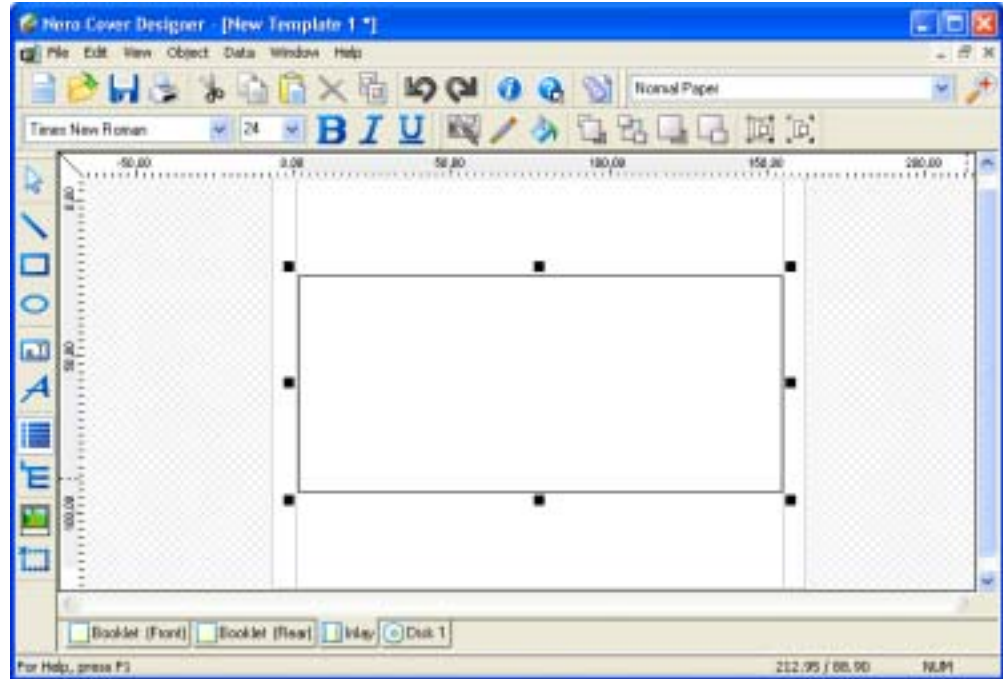 Nero Cover Designer - [New Template 1 *]
File Edit View Object Data Window Help
Normal Paper
Times New Roman 24 B I U
-50,00 0,00 50,00 100,00 150,00 200,00
0,00
50,00
100,00
Booklet (Front) Booklet (Rear) Inlay Disk 1
For Help, press F1 212.95 / 88.90 NUM